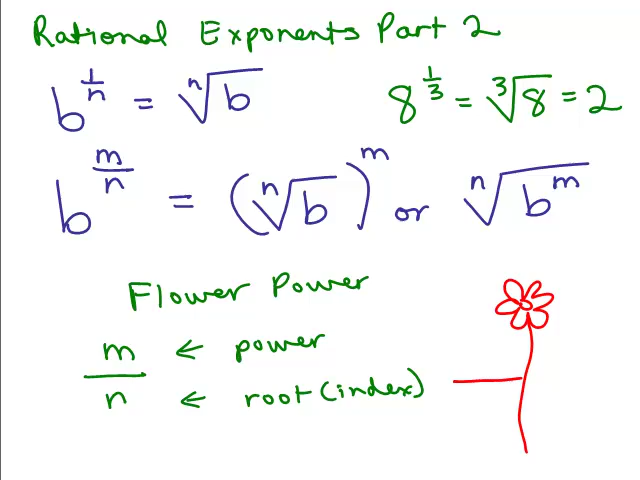 Rational Exponents Part 2
b^(1/n) = ⁿ√b    8^(1/3) = ³√8 = 2
b^(m/n) = (ⁿ√b)^m or ⁿ√(b^m)
Flower Power
m ← power
n ← root (index)